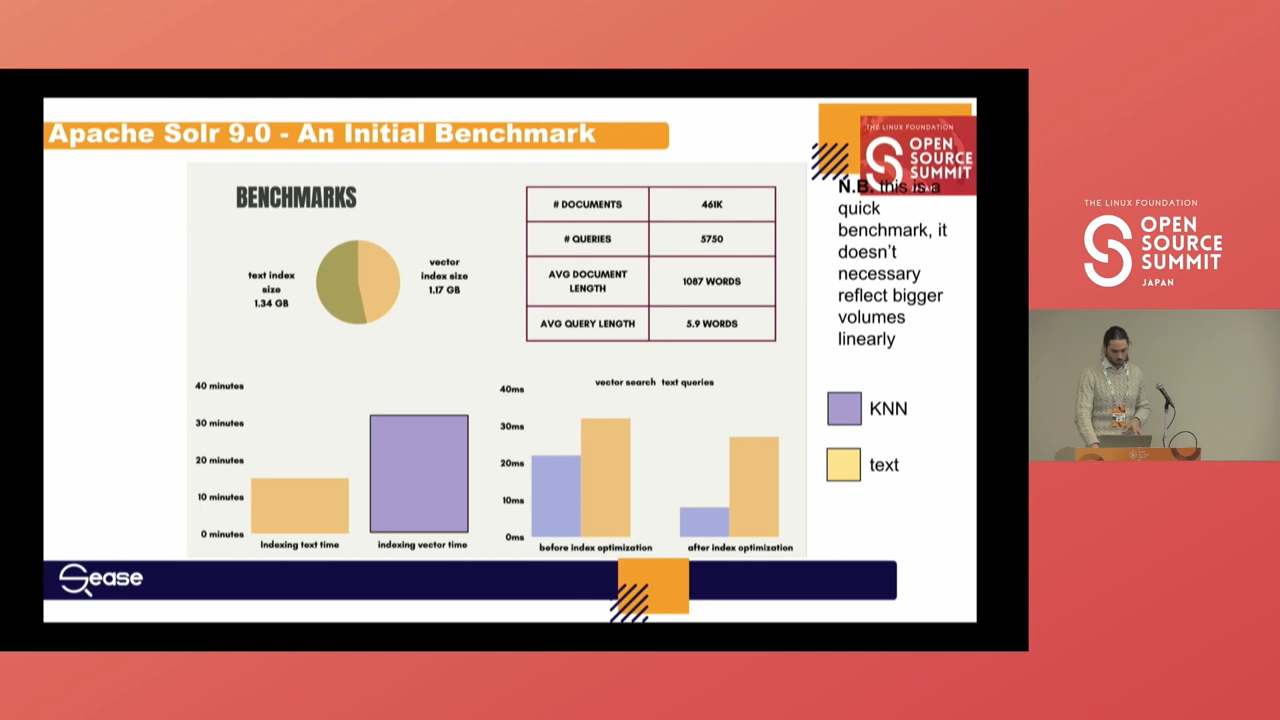 Apache Solr 9.0 - An Initial Benchmark
THE LINUX FOUNDATION
OPEN
SOURCE
SUMMIT
JAPAN
BENCHMARKS
text index
size
1.34 GB
vector
index size
1.17 GB
# DOCUMENTS 461K
# QUERIES 5750
AVG DOCUMENT
LENGTH
1087 WORDS
AVG QUERY LENGTH 5.9 WORDS
N.B. this is a
quick
benchmark, it
doesn't
necessary
reflect bigger
volumes
linearly
40 minutes
30 minutes
20 minutes
10 minutes
0 minutes
Indexing text time
indexing vector time
vector search text queries
40ms
30ms
20ms
10ms
0ms
before index optimization
after index optimization
KNN
text
Sease
THE LINUX FOUNDATION
OPEN
SOURCE
SUMMIT
JAPAN